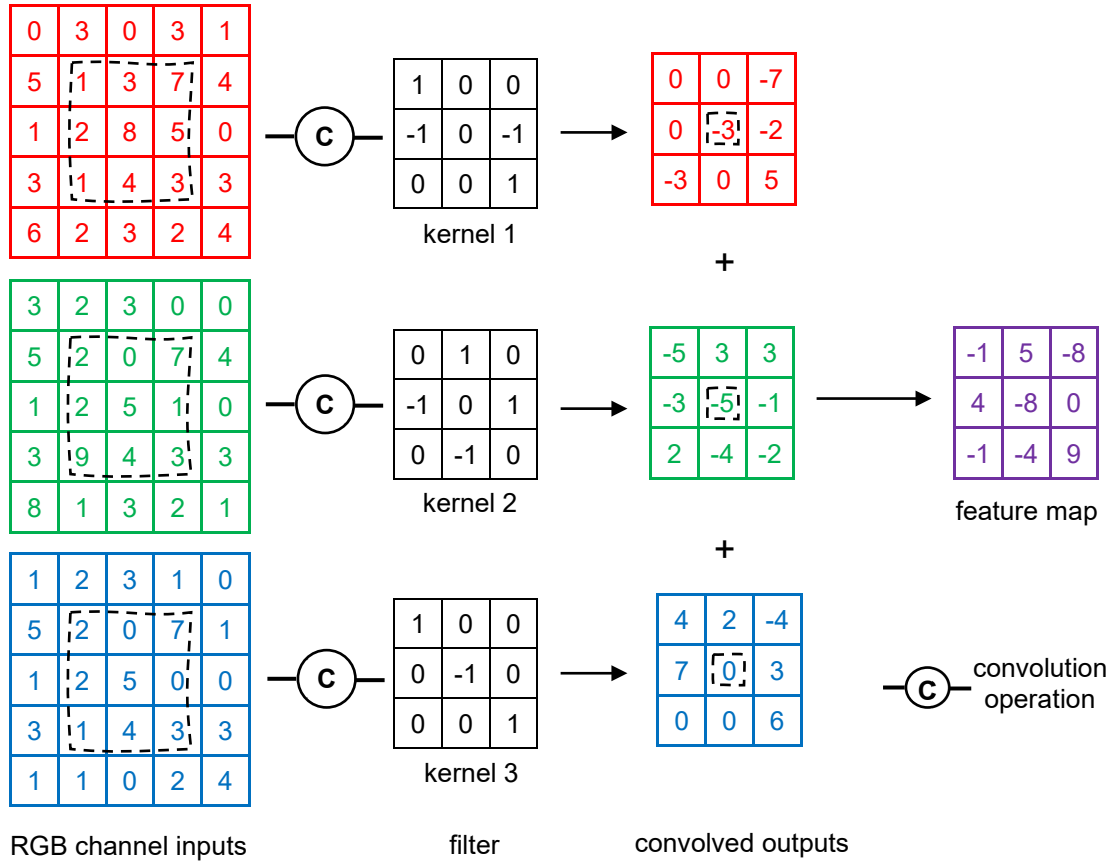 0 3 0 3 1
5 1 3 7 4
1 2 8 5 0
3 1 4 3 3
6 2 3 2 4
C
1 0 0
-1 0 -1
0 0 1
kernel 1
0 0 -7
0 -3 -2
-3 0 5
+
3 2 3 0 0
5 2 0 7 4
1 2 5 1 0
3 9 4 3 3
8 1 3 2 1
C
0 1 0
-1 0 1
0 -1 0
kernel 2
-5 3 3
-3 -5 -1
2 -4 -2
-1 5 -8
4 -8 0
-1 -4 9
feature map
+
1 2 3 1 0
5 2 0 7 1
1 2 5 0 0
3 1 4 3 3
1 1 0 2 4
C
1 0 0
0 -1 0
0 0 1
kernel 3
4 2 -4
7 0 3
0 0 6
C
convolution
operation
RGB channel inputs
filter
convolved outputs